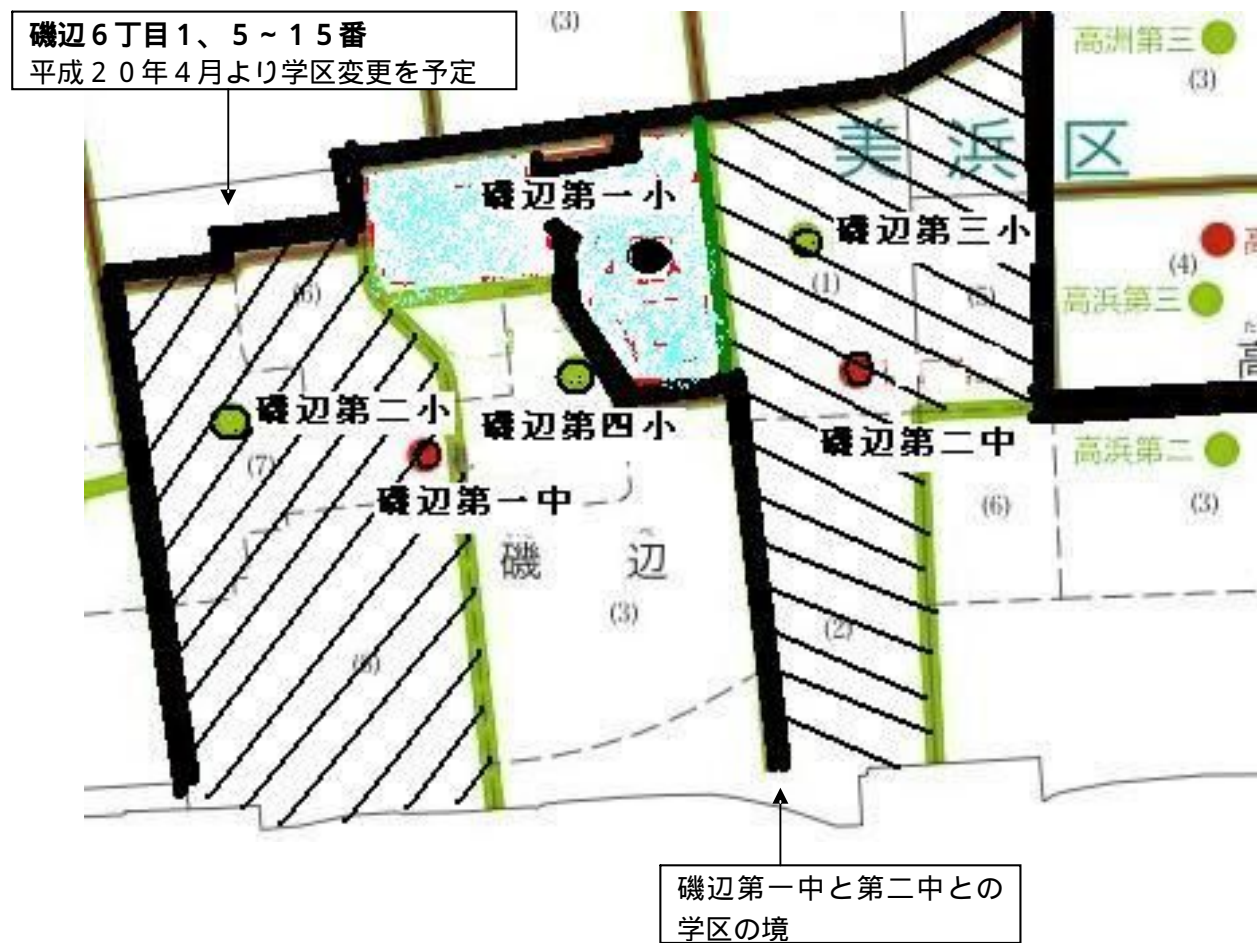 磯辺６丁目１、５~１５番
平成２０年４月より学区変更を予定
(3)
高洲第三
(3)
美浜区
磯辺第一小
磯辺第三小
高
(4)
(6)
(1)
(5)
高浜第三
高
磯辺第二小
磯辺第四小
磯辺第二中
高浜第二
(7)
磯辺第一中
(6)
(3)
磯辺
(3)
(2)
磯辺第一中と第二中との
学区の境